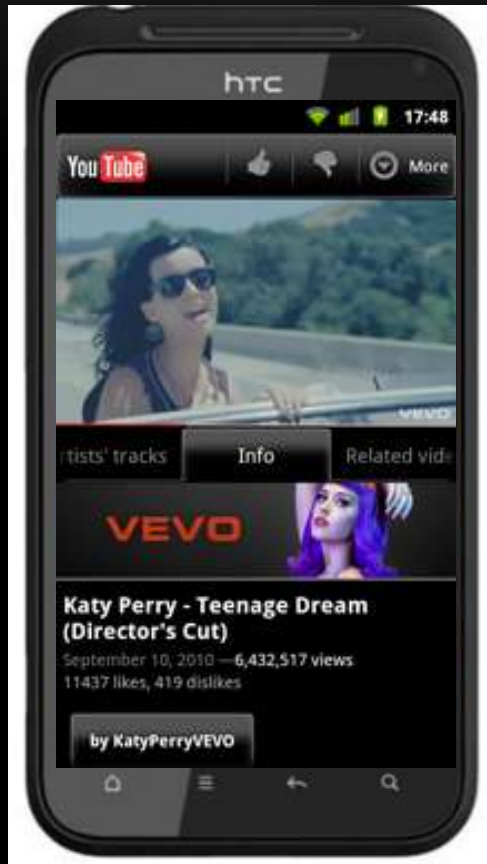 hTC
17:48
YouTube
More
vevo
rtists' tracks
Info
Related vide
VEVO
Katy Perry - Teenage Dream
(Director's Cut)
September 10, 2010 —6,432,517 views
11437 likes, 419 dislikes
by KatyPerryVEVO